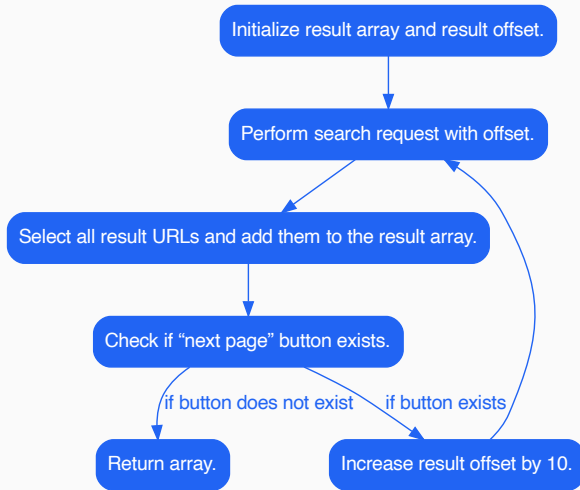 Initialize result array and result offset.
Perform search request with offset.
Select all result URLs and add them to the result array.
Check if “next page” button exists.
if button does not exist
if button exists
Return array.
Increase result offset by 10.